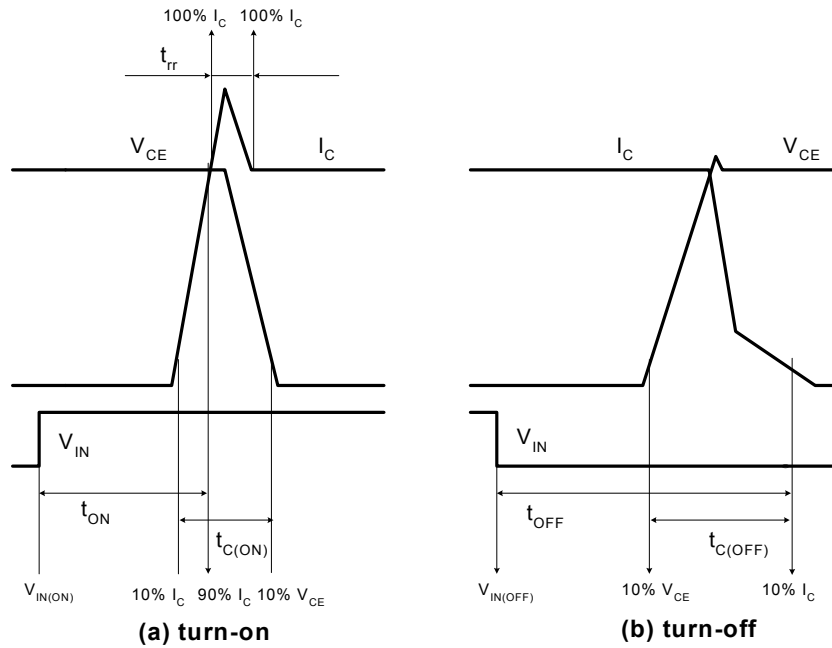 100% I_C 100% I_C
t_rr
V_CE I_C
V_IN
t_ON
t_C(ON)
V_IN(ON) 10% I_C 90% I_C 10% V_CE
(a) turn-on
I_C V_CE
V_IN
t_OFF
t_C(OFF)
V_IN(OFF) 10% V_CE 10% I_C
(b) turn-off